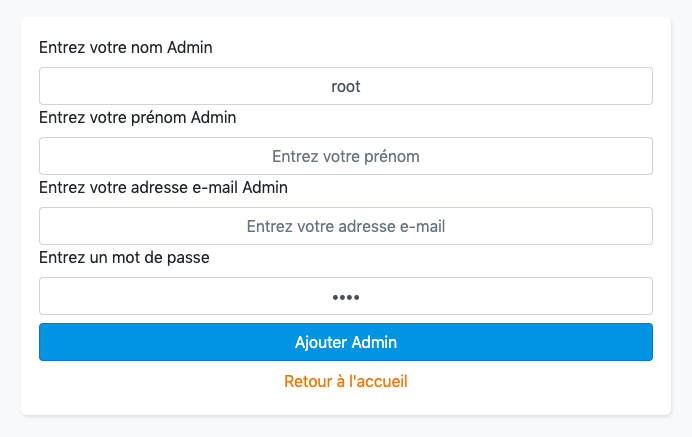 Entrez votre nom Admin
root
Entrez votre prénom Admin
Entrez votre prénom
Entrez votre adresse e-mail Admin
Entrez votre adresse e-mail
Entrez un mot de passe
••••
Ajouter Admin
Retour à l'accueil